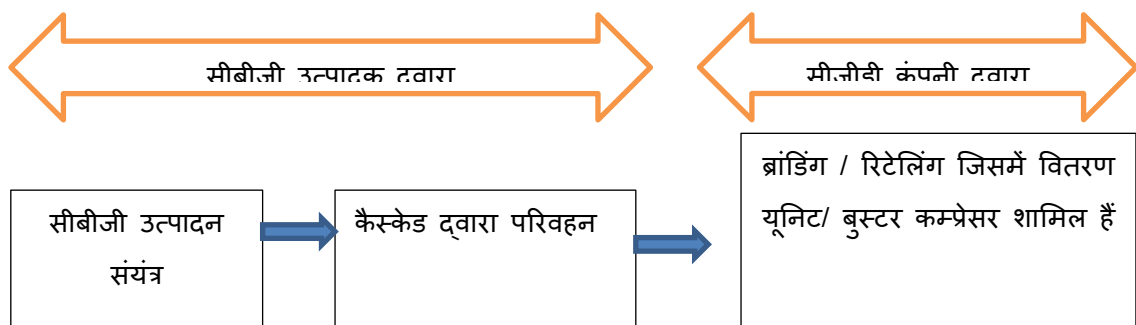 सीबीजी उत्पादक द्वारा
सीजीडी कंपनी द्वारा
सीबीजी उत्पादन
संयंत्र
कैस्केड द्वारा परिवहन
ब्रांडिंग / रिटेलिंग जिसमें वितरण
यूनिट/ बुस्टर कम्प्रेसर शामिल हैं